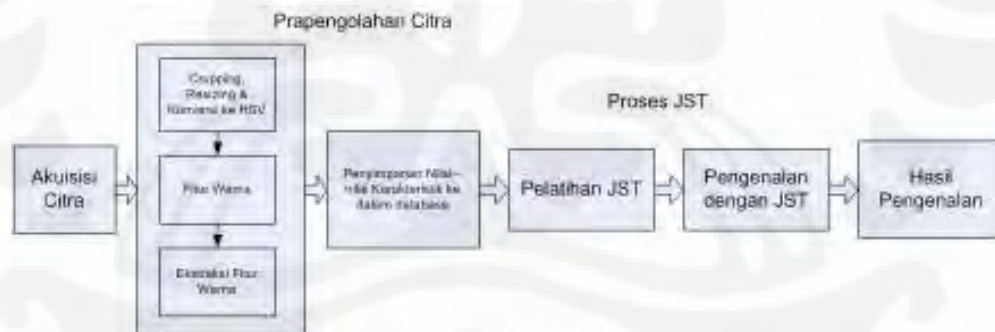 Prapengolahan Citra
Cropping,
Resizing &
Konversi ke HSV
Proses JST
Akuisisi
Citra
Fitur Warna
Penyimpanan Nilai–
nilai Karakteristik ke
dalam database
Pelatihan JST
Pengenalan
dengan JST
Hasil
Pengenalan
Ekstraksi Fitur
Warna